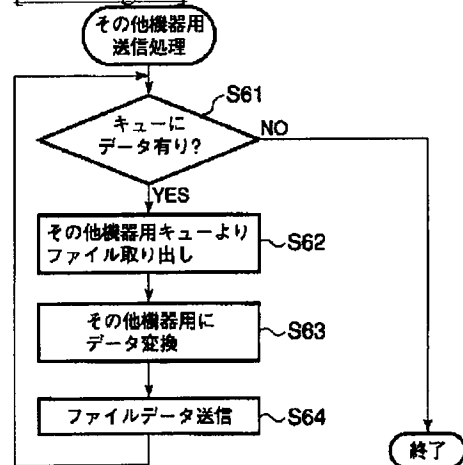 その他機器用
送信処理
S61
キューに
データ有り?
NO
YES
その他機器用キューより
ファイル取り出し
S62
その他機器用に
データ変換
S63
ファイルデータ送信
S64
終了